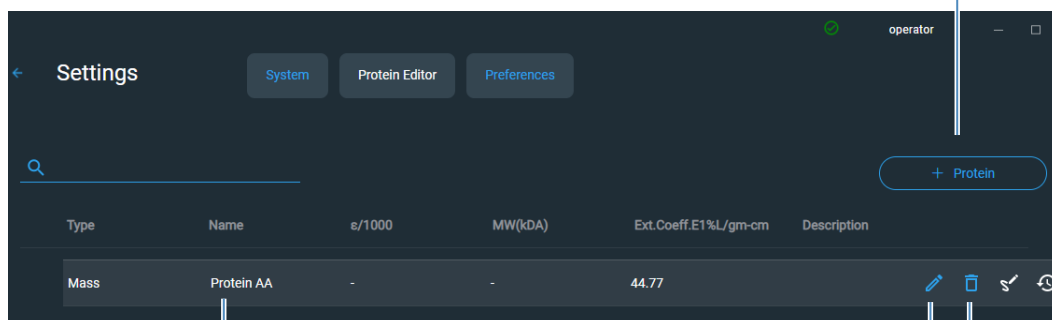 operator
Settings
System
Protein Editor
Preferences
+ Protein
Type Name ε/1000 MW(kDA) Ext.Coeff.E1%L/gm-cm Description
Mass Protein AA - - 44.77